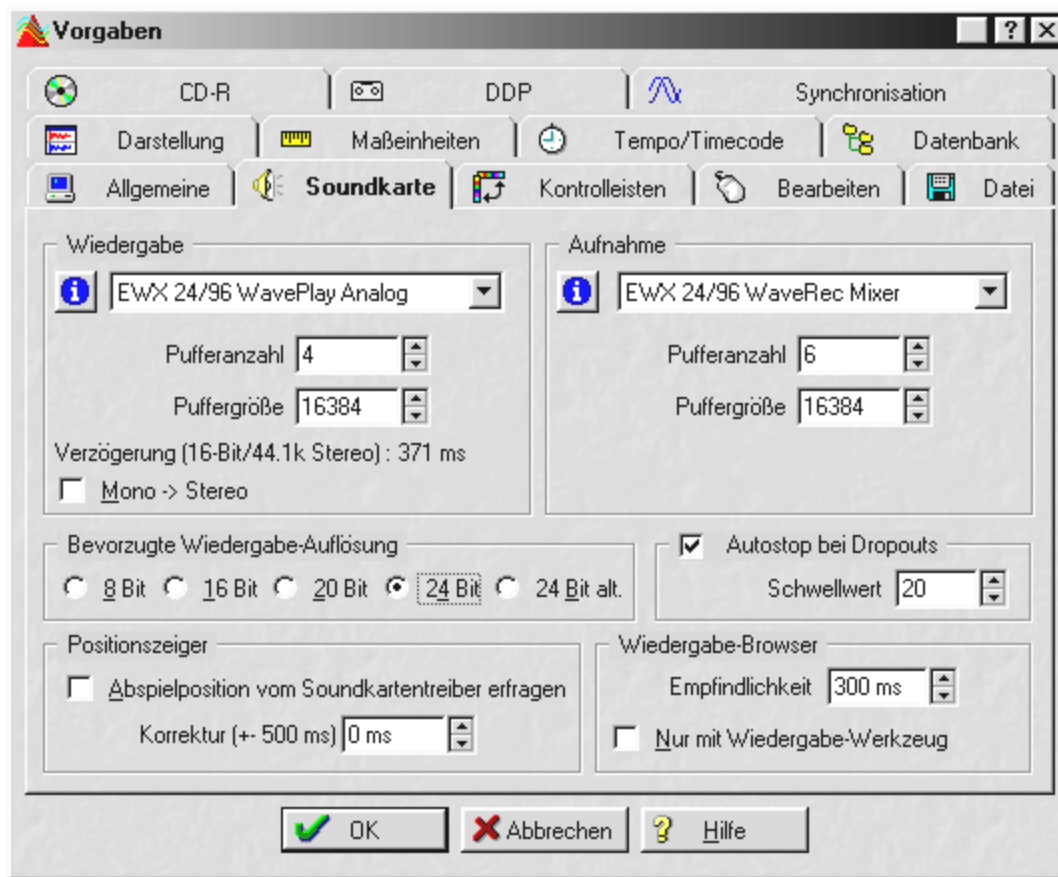 Vorgaben
CD-R DDP Synchronisation
Darstellung Maßeinheiten Tempo/Timecode Datenbank
Allgemeine Soundkarte Kontrolleisten Bearbeiten Datei
Wiedergabe
EWX 24/96 WavePlay Analog
Pufferanzahl 4
Puffergröße 16384
Verzögerung (16-Bit/44.1k Stereo) : 371 ms
Mono -> Stereo
Aufnahme
EWX 24/96 WaveRec Mixer
Pufferanzahl 6
Puffergröße 16384
Bevorzugte Wiedergabe-Auflösung
8 Bit 16 Bit 20 Bit 24 Bit 24 Bit alt.
Autostop bei Dropouts
Schwellwert 20
Positionszeiger
Abspielposition vom Soundkartentreiber erfragen
Korrektur (+- 500 ms) 0 ms
Wiedergabe-Browser
Empfindlichkeit 300 ms
Nur mit Wiedergabe-Werkzeug
OK Abbrechen Hilfe